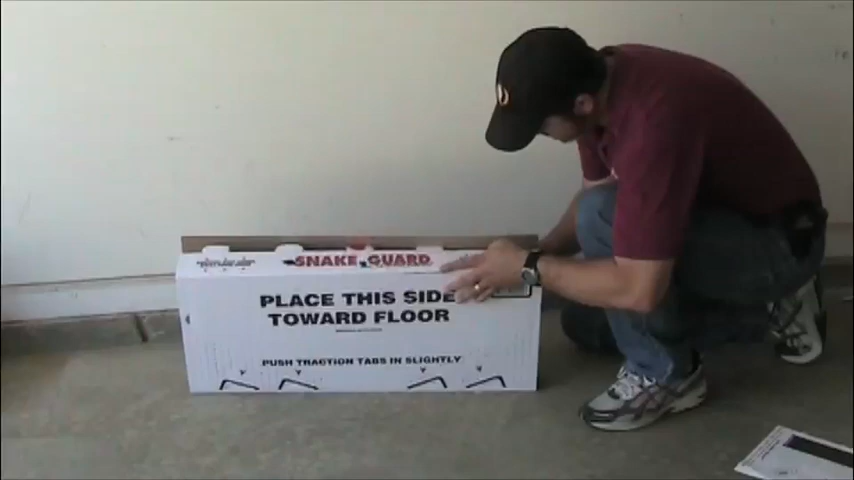 SNAKE GUARD
PLACE THIS SIDE
TOWARD FLOOR
PUSH TRACTION TABS IN SLIGHTLY